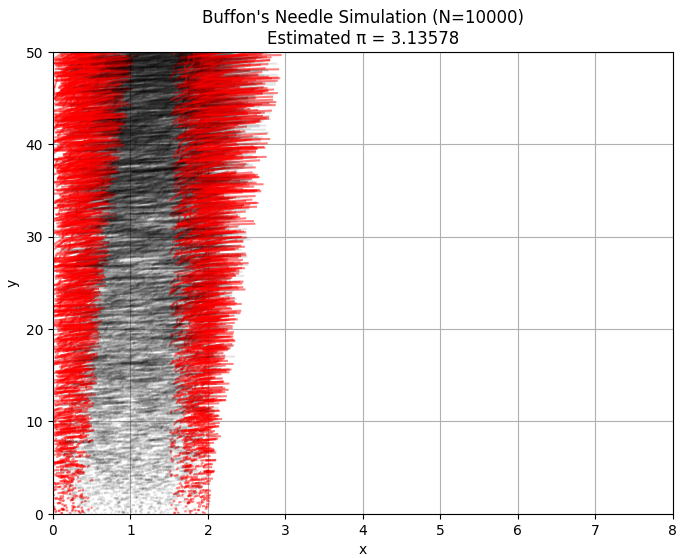 Buffon's Needle Simulation (N=10000)
Estimated π = 3.13578
50
40
30
20
10
0
y
0 1 2 3 4 5 6 7 8
x